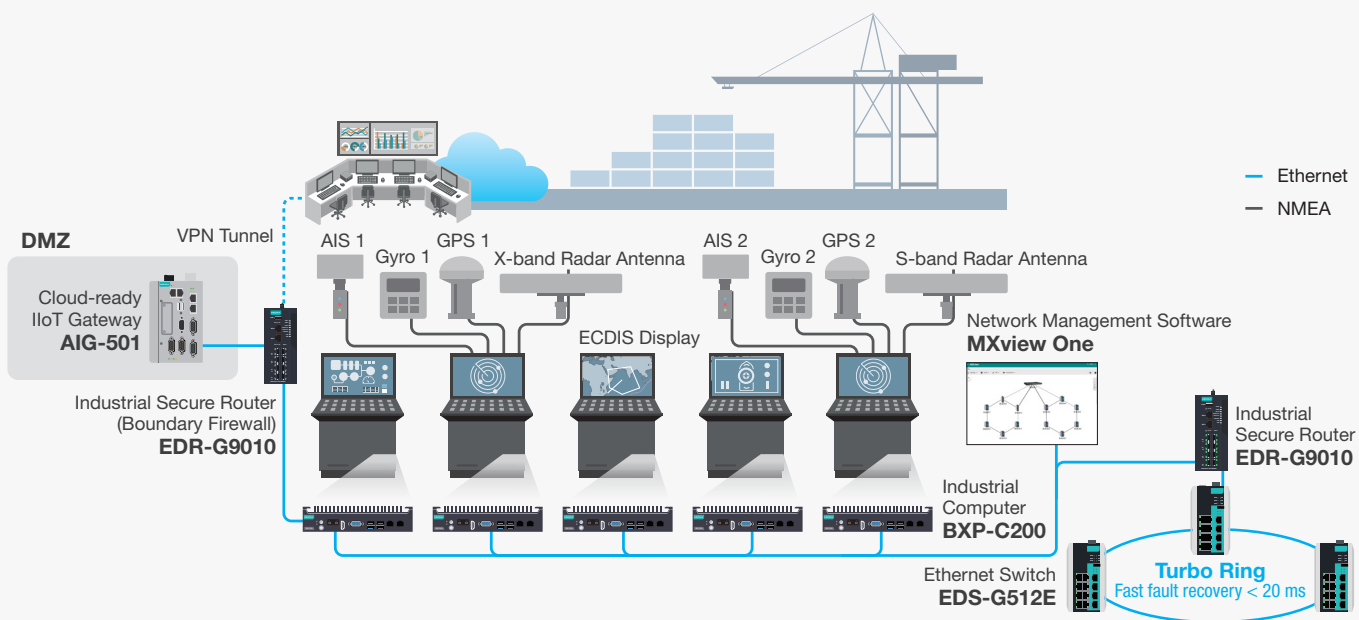 Ethernet
NMEA
DMZ
VPN Tunnel
Cloud-ready
IIoT Gateway
AIG-501
Industrial Secure Router
(Boundary Firewall)
EDR-G9010
AIS 1
Gyro 1
GPS 1
X-band Radar Antenna
AIS 2
Gyro 2
GPS 2
S-band Radar Antenna
ECDIS Display
Network Management Software
MXview One
Industrial
Secure Router
EDR-G9010
Industrial
Computer
BXP-C200
Ethernet Switch
EDS-G512E
Turbo Ring
Fast fault recovery < 20 ms